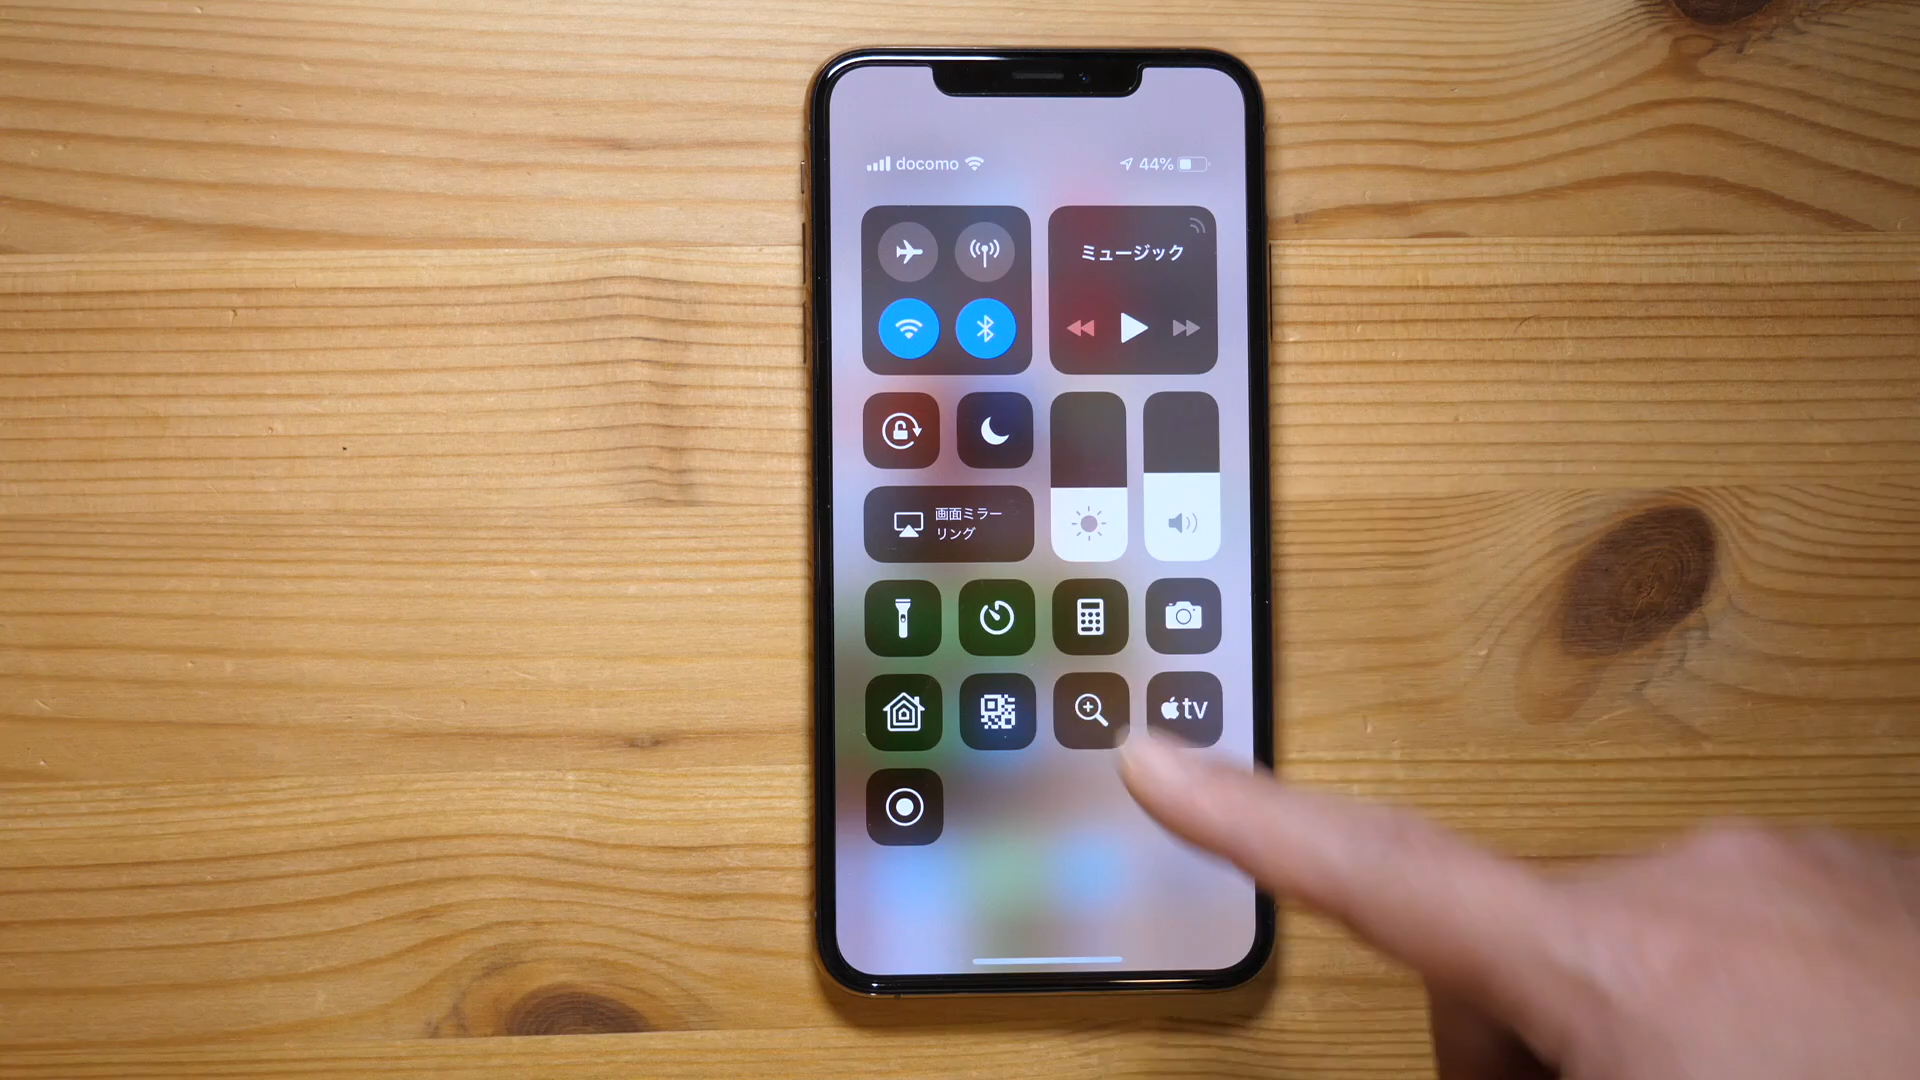 docomo
44%
ミュージック
画面ミラー
リング
tv